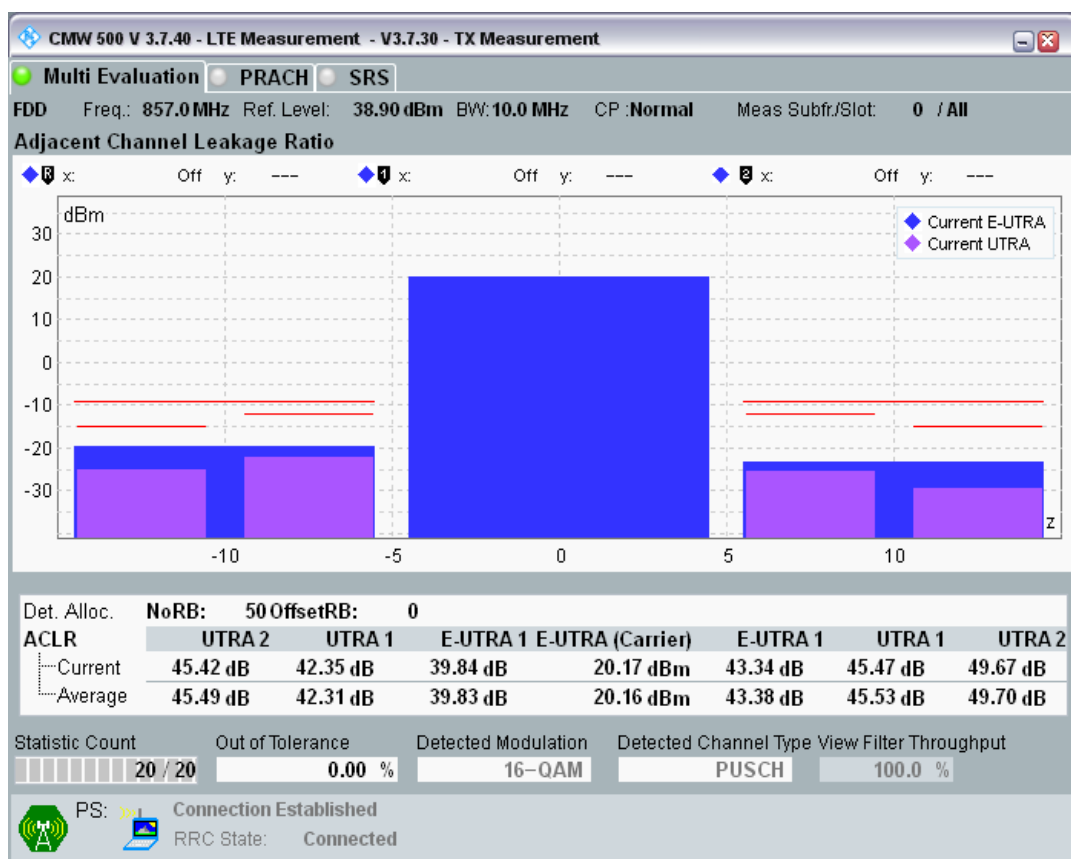 CMW 500 V 3.7.40 - LTE Measurement - V3.7.30 - TX Measurement
Multi Evaluation PRACH SRS
FDD Freq.: 857.0 MHz Ref. Level: 38.90 dBm BW: 10.0 MHz CP :Normal Meas Subfr./Slot: 0 / All
Adjacent Channel Leakage Ratio
R x: Off y: --- 1 x: Off y: --- 2 x: Off y: ---
dBm
Current E-UTRA
Current UTRA
30
20
10
0
-10
-20
-30
z
-10 -5 0 5 10
Det. Alloc. NoRB: 50 OffsetRB: 0
ACLR UTRA 2 UTRA 1 E-UTRA 1 E-UTRA (Carrier) E-UTRA 1 UTRA 1 UTRA 2
Current 45.42 dB 42.35 dB 39.84 dB 20.17 dBm 43.34 dB 45.47 dB 49.67 dB
Average 45.49 dB 42.31 dB 39.83 dB 20.16 dBm 43.38 dB 45.53 dB 49.70 dB
Statistic Count Out of Tolerance Detected Modulation Detected Channel Type View Filter Throughput
20 / 20 0.00 % 16-QAM PUSCH 100.0 %
PS: Connection Established
RRC State: Connected